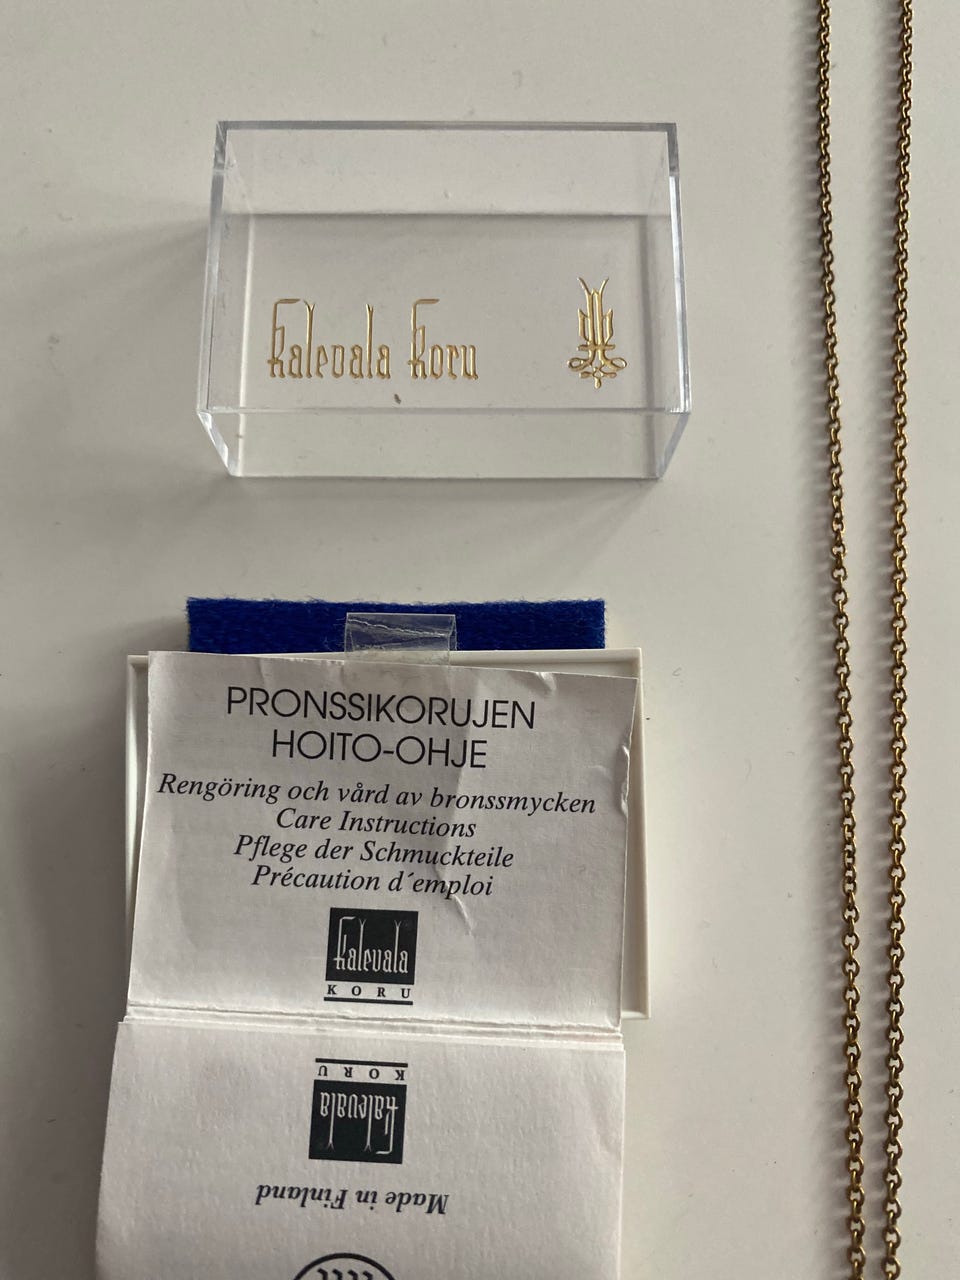 Kalevala Koru
PRONSSIKORUJEN
HOITO-OHJE
Rengöring och vård av bronssmycken
Care Instructions
Pflege der Schmuckteile
Précaution d´emploi
Kalevala
KORU
KORU
Kalevala
Made in Finland